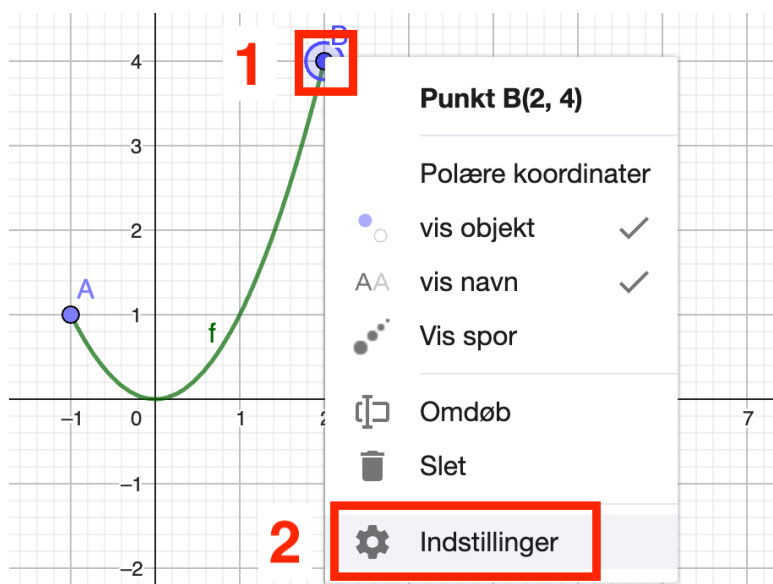 1
B
4
Punkt B(2, 4)
3
Polære koordinater
2
vis objekt
A
AA
vis navn
1
f
Vis spor
−1
0
1
2
7
Omdøb
Slet
−1
2
Indstillinger
−2